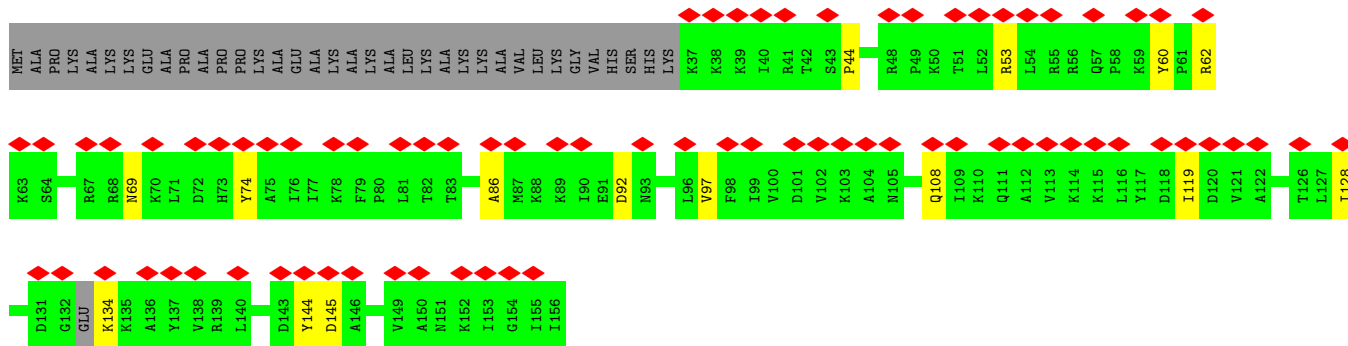 MET ALA PRO LYS ALA LYS LYS GLU ALA PRO ALA PRO PRO LYS ALA GLU ALA LYS ALA LYS ALA LEU LYS ALA LYS LYS ALA VAL LEU LYS GLY VAL HIS SER HIS LYS K37 K38 K39 I40 R41 T42 S43 P44 R48 P49 K50 T51 L52 R53 L54 R55 R56 Q57 P58 K59 Y60 P61 R62
K63 S64 R67 R68 N69 K70 L71 D72 H73 Y74 A75 I76 I77 K78 F79 P80 L81 T82 T83 A86 M87 K88 K89 I90 E91 D92 N93 L96 V97 F98 I99 V100 D101 V102 K103 A104 N105 Q108 I109 K110 Q111 A112 V113 K114 K115 L116 Y117 D118 I119 D120 V121 A122 T126 L127 I128
D131 G132 GLU K134 K135 A136 Y137 V138 R139 L140 D143 Y144 D145 A146 V149 A150 N151 K152 I153 G154 I155 I156